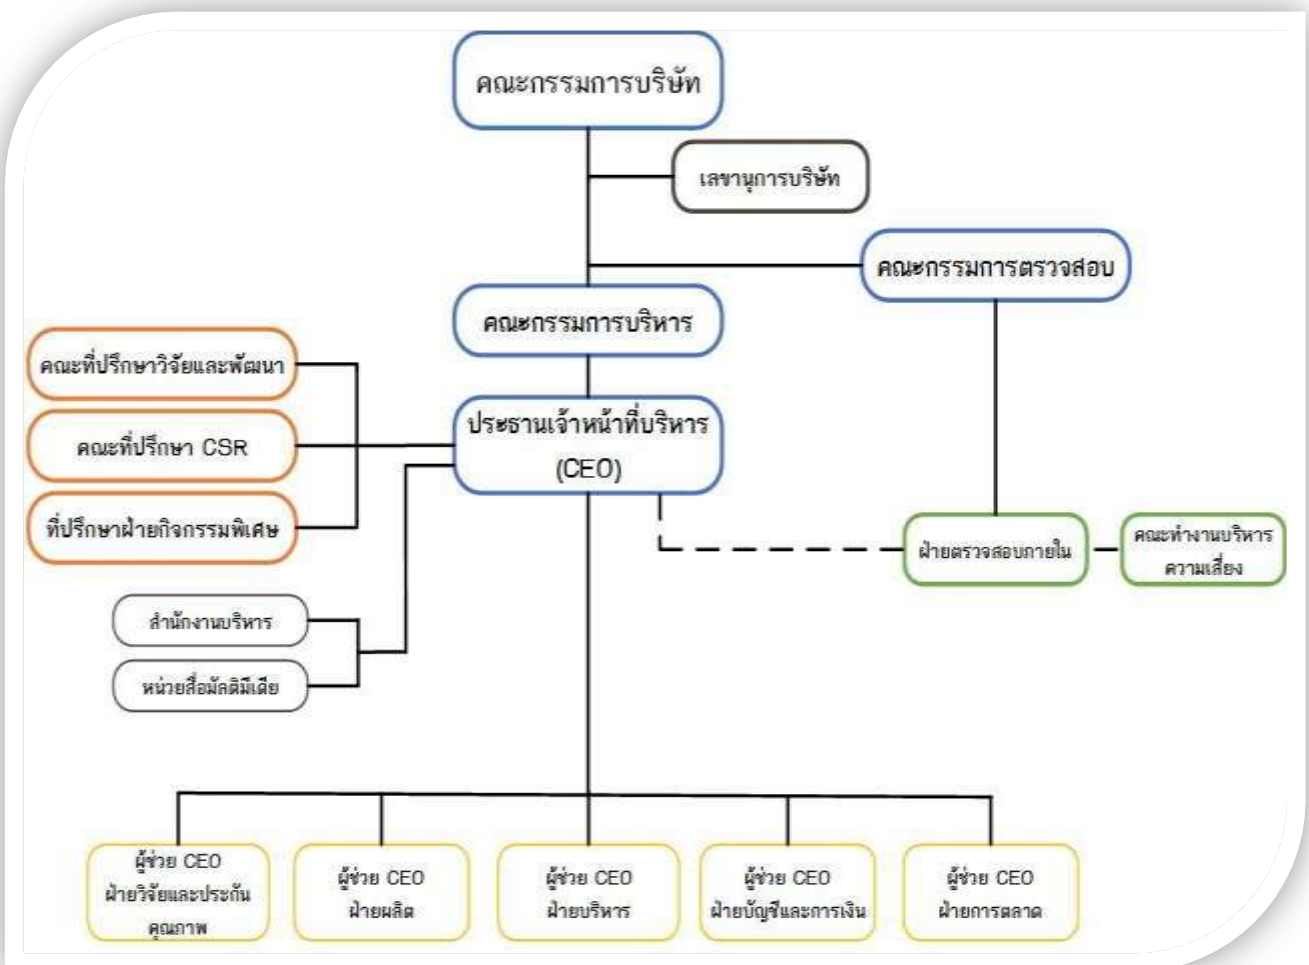 คณะกรรมการบริษัท
เลขานุการบริษัท
คณะกรรมการตรวจสอบ
คณะกรรมการบริหาร
คณะที่ปรึกษาวิจัยและพัฒนา
ประธานเจ้าหน้าที่บริหาร
(CEO)
คณะที่ปรึกษา CSR
ที่ปรึกษาฝ่ายกิจกรรมพิเศษ
ฝ่ายตรวจสอบภายใน
คณะทำงานบริหาร
ความเสี่ยง
สำนักงานบริหาร
หน่วยสื่อมัลติมีเดีย
ผู้ช่วย CEO
ฝ่ายวิจัยและประกัน
คุณภาพ
ผู้ช่วย CEO
ฝ่ายผลิต
ผู้ช่วย CEO
ฝ่ายบริหาร
ผู้ช่วย CEO
ฝ่ายบัญชีและการเงิน
ผู้ช่วย CEO
ฝ่ายการตลาด